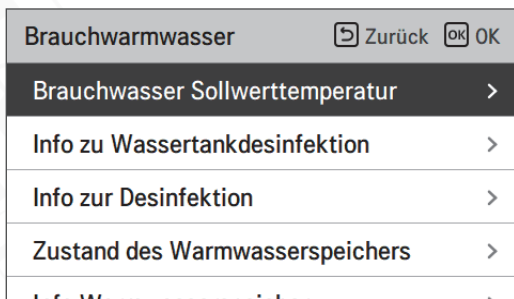 Brauchwarmwasser Zurück OK OK
Brauchwasser Sollwerttemperatur >
Info zu Wassertankdesinfektion >
Info zur Desinfektion >
Zustand des Warmwasserspeichers >